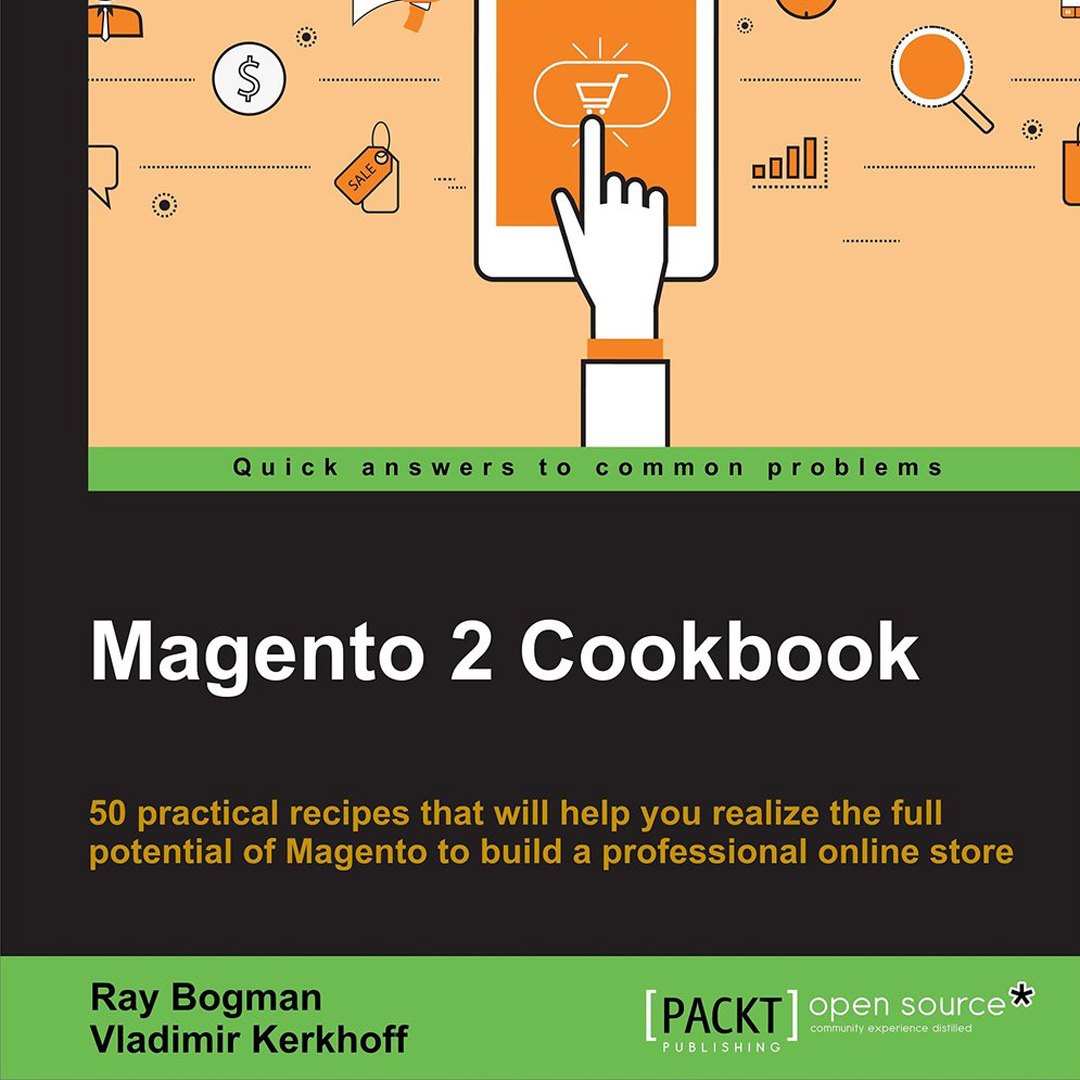 $
SALE
Quick answers to common problems
Magento 2 Cookbook
50 practical recipes that will help you realize the full
potential of Magento to build a professional online store
Ray Bogman
Vladimir Kerkhoff
[PACKT]
PUBLISHING
open source*
community experience distilled